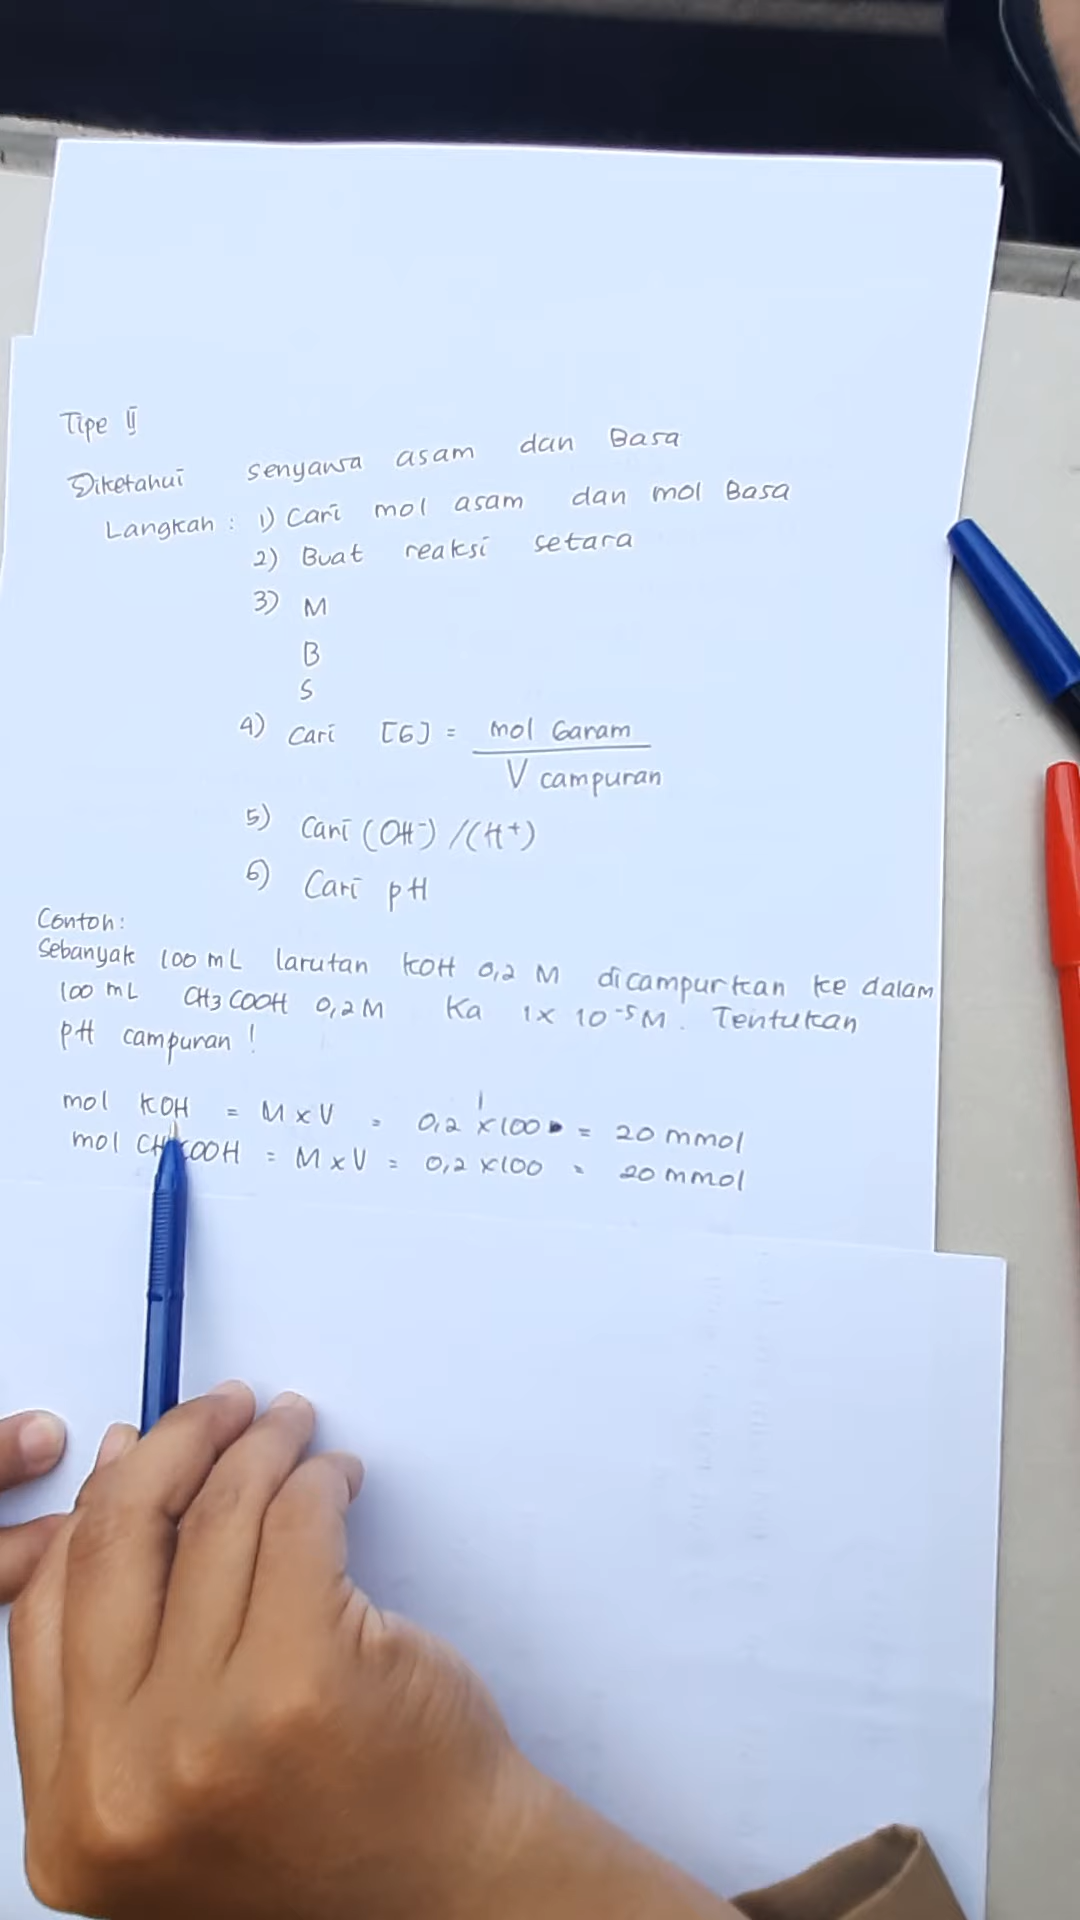 Tipe II
Diketahui senyawa asam dan Basa
Langkah : 1) Cari mol asam dan mol Basa
2) Buat reaksi setara
3) M
B
S
4) Cari [G] = mol Garam / V campuran
5) Cari (OH⁻) /(H⁺)
6) Cari pH
Contoh:
Sebanyak 100 mL larutan KOH 0,2 M dicampurkan ke dalam
100 mL CH3COOH 0,2 M Ka 1 x 10⁻⁵ M. Tentukan
pH campuran !
mol KOH = M x V = 0,2 x 100 = 20 mmol
mol CH COOH = M x V = 0,2 x 100 = 20 mmol